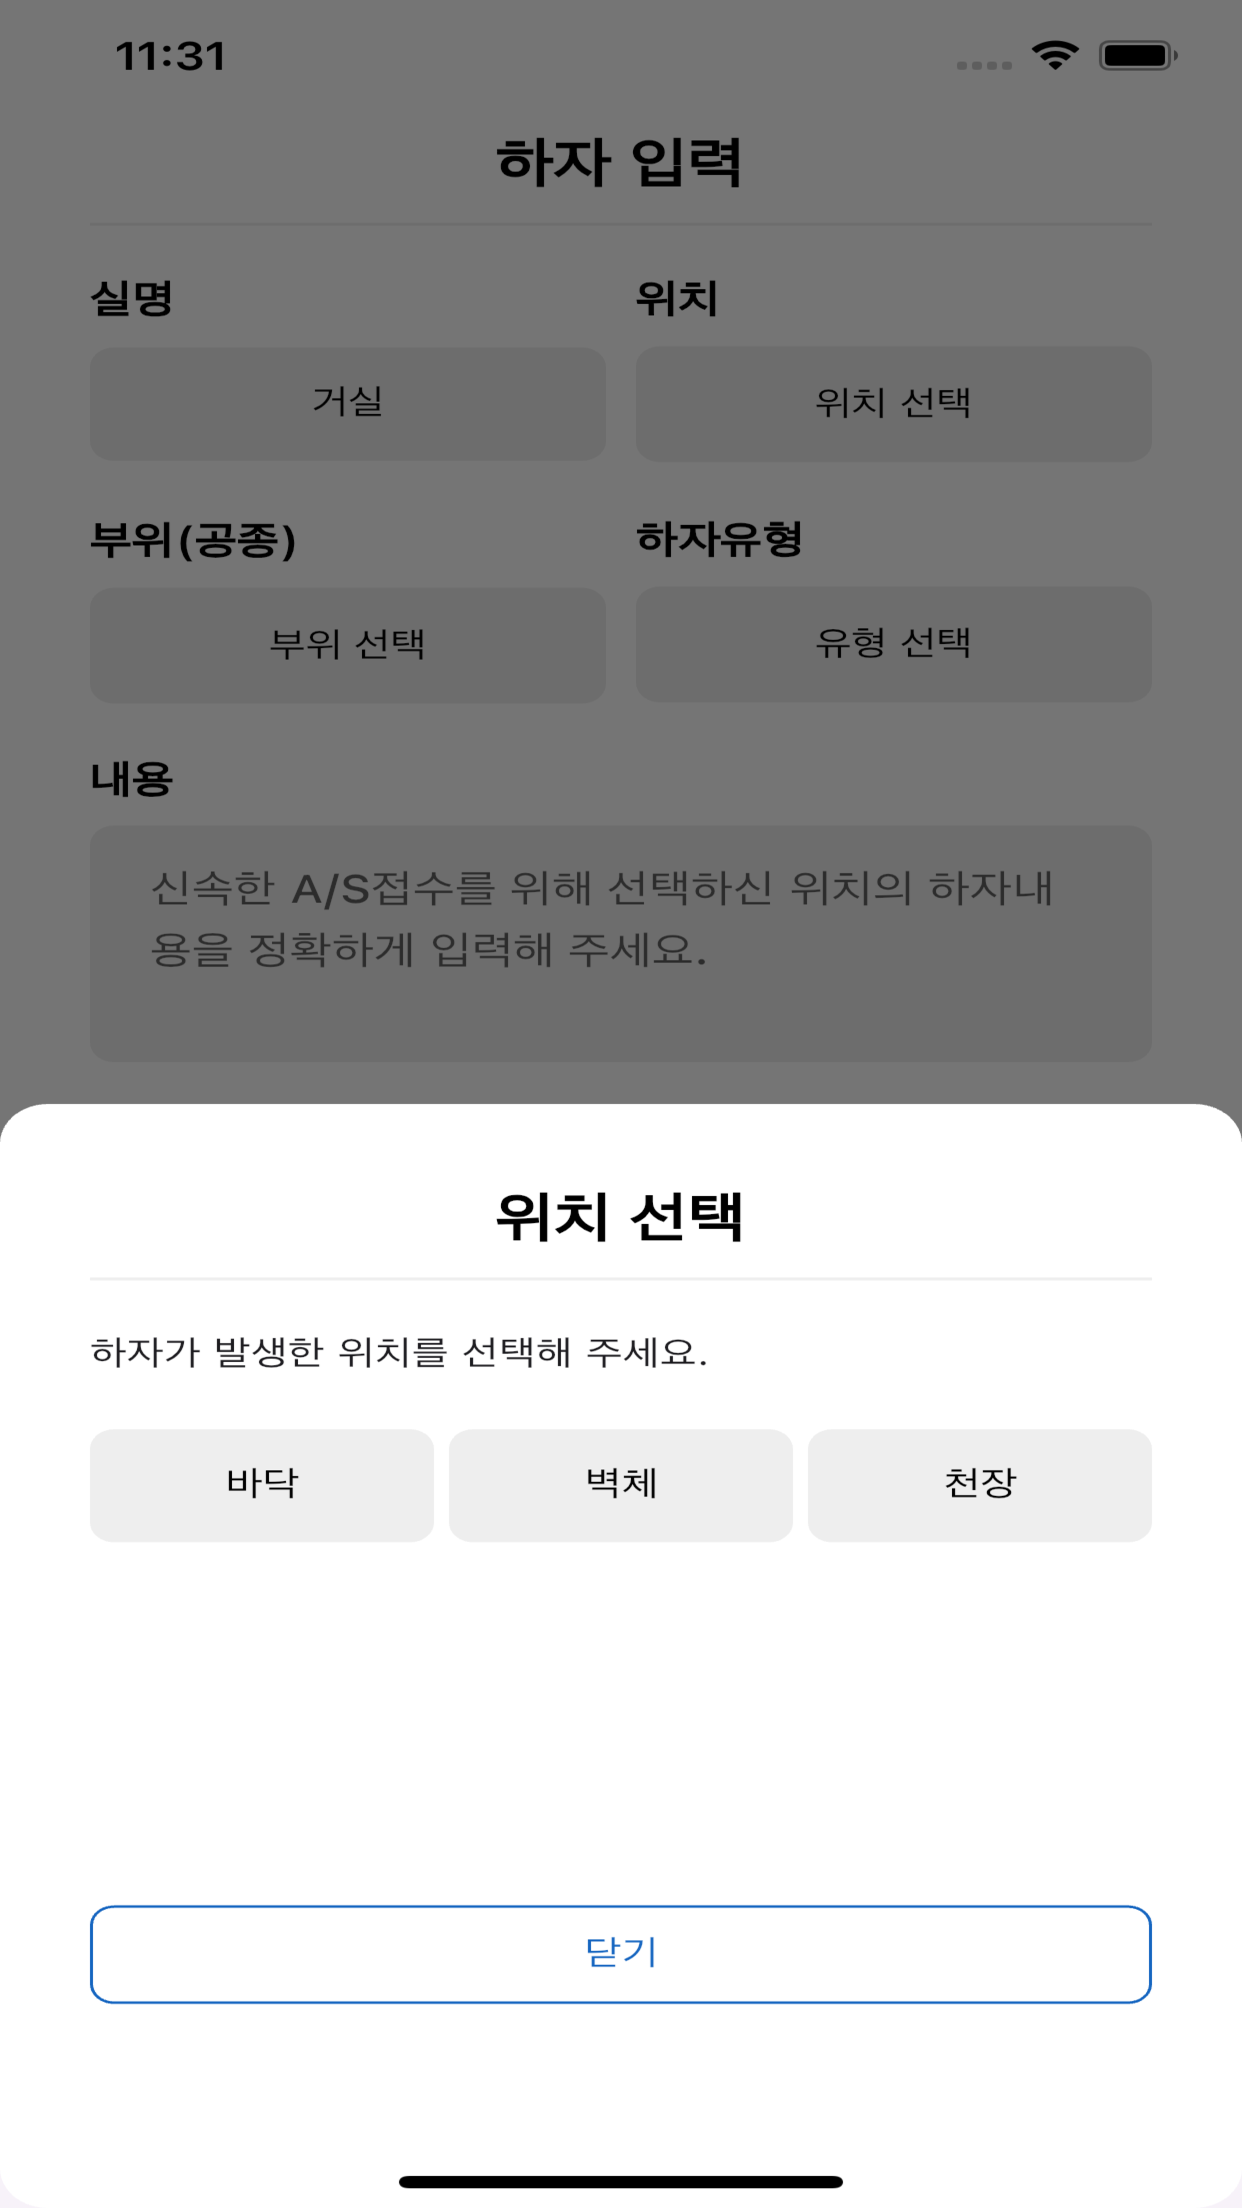 11:31
하자 입력
실명
위치
거실
위치 선택
부위(공종)
하자유형
부위 선택
유형 선택
내용
신속한 A/S접수를 위해 선택하신 위치의 하자내
용을 정확하게 입력해 주세요.
위치 선택
하자가 발생한 위치를 선택해 주세요.
바닥
벽체
천장
닫기